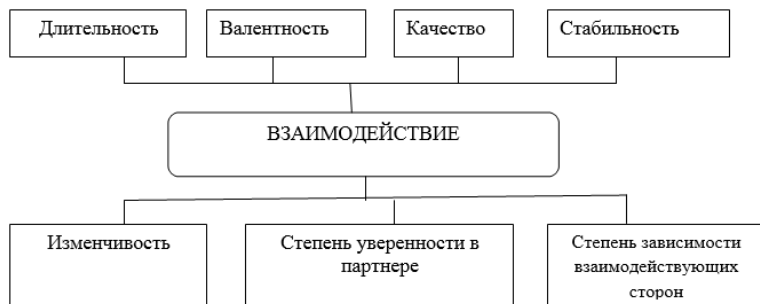 Длительность
Валентность
Качество
Стабильность
ВЗАИМОДЕЙСТВИЕ
Изменчивость
Степень уверенности в
партнере
Степень зависимости
взаимодействующих
сторон